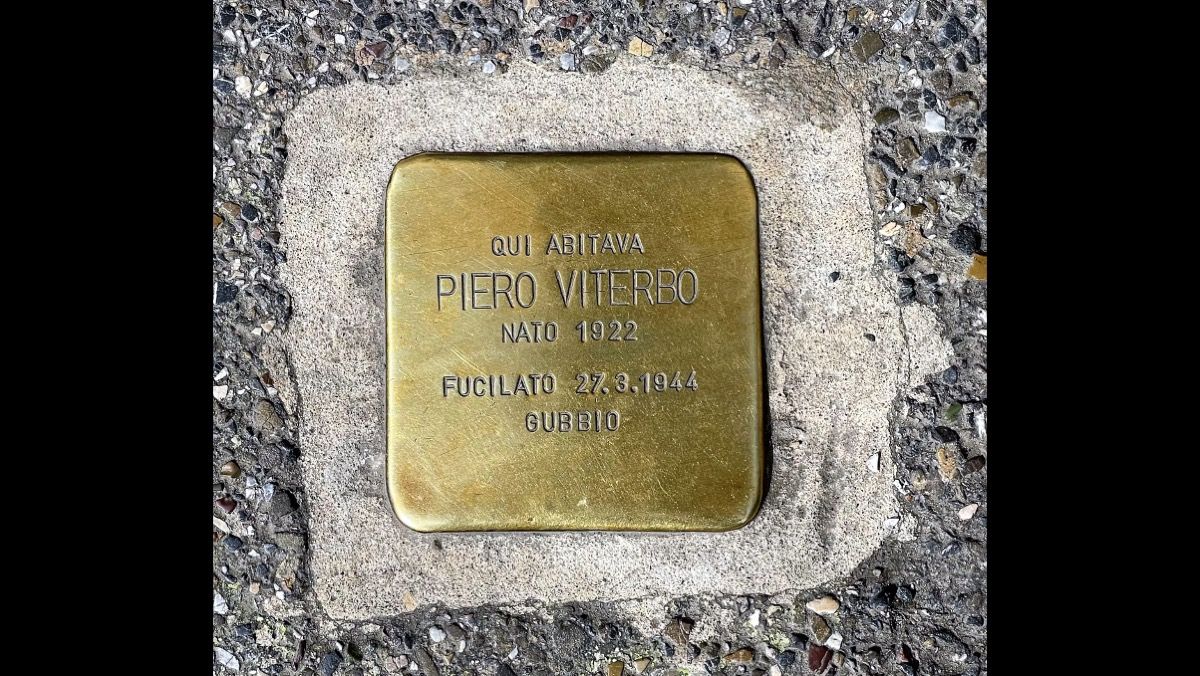 QUI ABITAVA
PIERO VITERBO
NATO 1922
FUCILATO 27.3.1944
GUBBIO